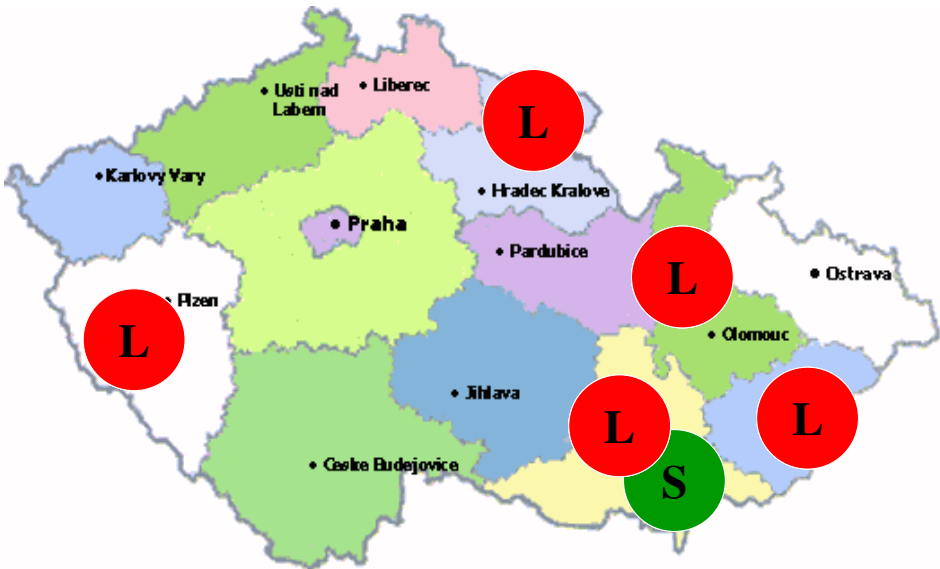 Liberec
Usti nad
Labem
L
Karlovy Vary
Hradec Kralove
Praha
Pardubice
Ostrava
L
Plzen
L
Olomouc
Jihlava
L
L
Ceske Budejovice
S